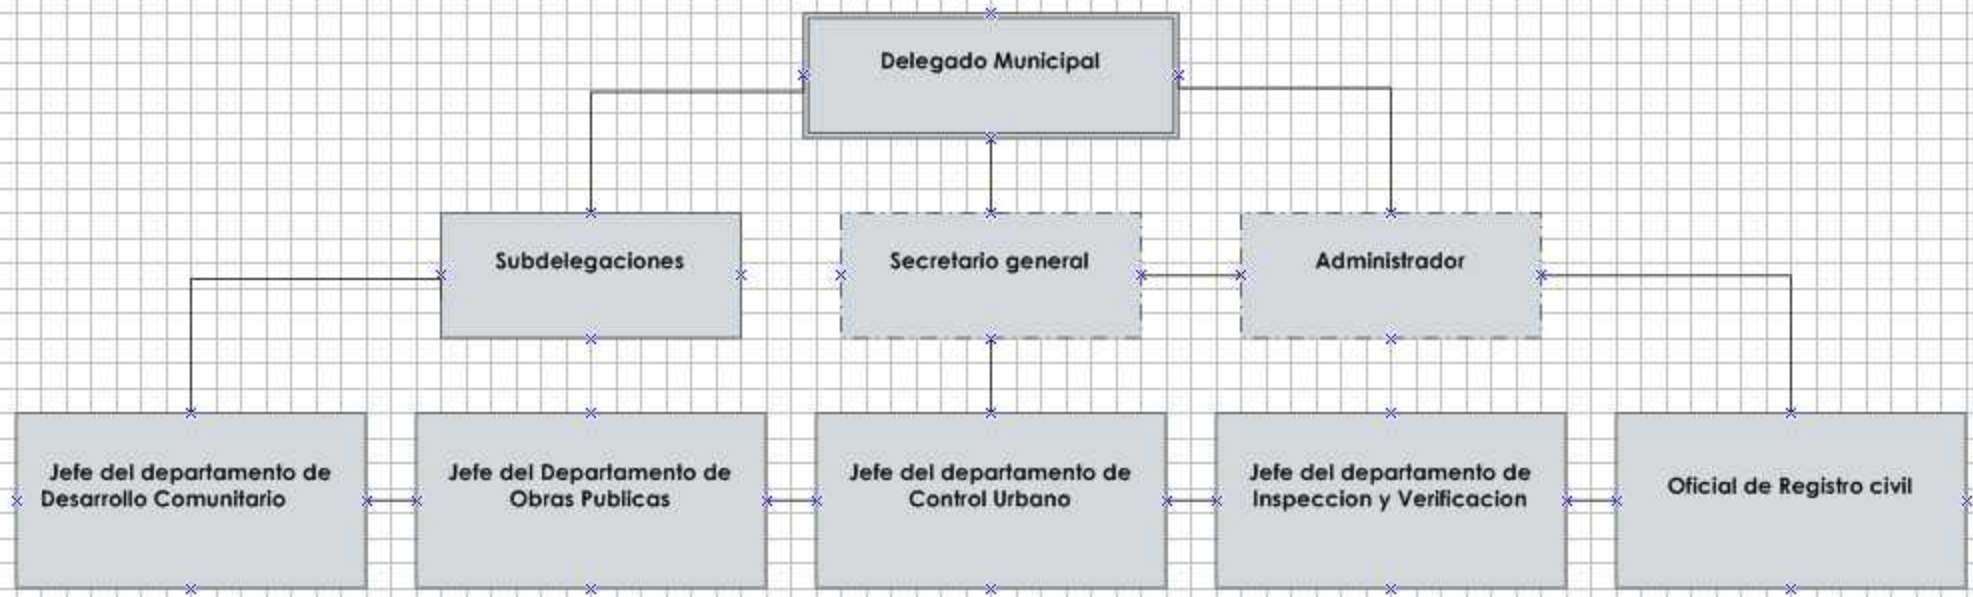 Delegado Municipal
Subdelegaciones
Secretario general
Administrador
Jefe del departamento de
Desarrollo Comunitario
Jefe del Departamento de
Obras Publicas
Jefe del departamento de
Control Urbano
Jefe del departamento de
Inspeccion y Verificacion
Oficial de Registro civil